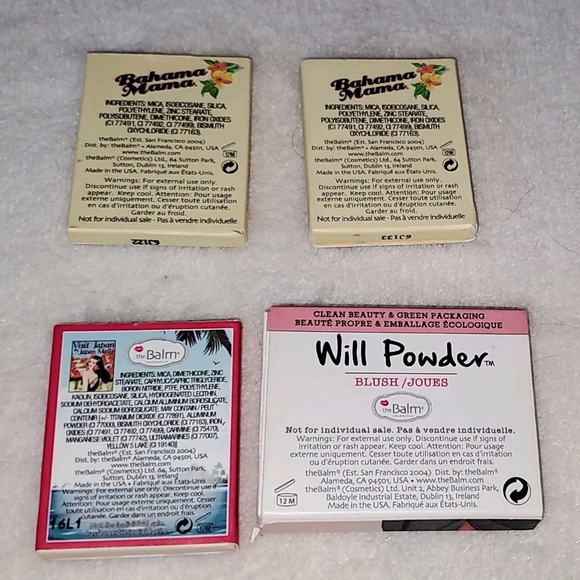 Bahama
Mama
INGREDIENTS: MICA, ISOEICOSANE, SILICA,
POLYETHYLENE, ZINC STEARATE,
POLYISOBUTENE, DIMETHICONE, IRON OXIDES
(CI 77491, CI 77492, CI 77499), BISMUTH
OXYCHLORIDE (CI 77163).
theBalm® (Est. San Francisco 2004)
Dist. by: theBalm® • Alameda, CA 94501, USA
www.theBalm.com
theBalm® (Cosmetics) Ltd., 64 Sutton Park,
Sutton, Dublin 13, Ireland
Made in the USA. Fabriqué aux États-Unis.
12M
Warnings: For external use only.
Discontinue use if signs of irritation or rash
appear. Keep cool. Attention: Pour usage
externe uniquement. Cesser toute utilisation
en cas d'irritation ou d'éruption cutanée.
Garder au froid.
Not for individual sale - Pas à vendre individuelle
Bahama
Mama
INGREDIENTS: MICA, ISOEICOSANE, SILICA,
POLYETHYLENE, ZINC STEARATE,
POLYISOBUTENE, DIMETHICONE, IRON OXIDES
(CI 77491, CI 77492, CI 77499), BISMUTH
OXYCHLORIDE (CI 77163).
theBalm® (Est. San Francisco 2004)
Dist. by: theBalm® • Alameda, CA 94501, USA
www.theBalm.com
theBalm® (Cosmetics) Ltd., 64 Sutton Park,
Sutton, Dublin 13, Ireland
Made in the USA. Fabriqué aux États-Unis.
12M
Warnings: For external use only.
Discontinue use if signs of irritation or rash
appear. Keep cool. Attention: Pour usage
externe uniquement. Cesser toute utilisation
en cas d'irritation ou d'éruption cutanée.
Garder au froid.
Not for individual sale - Pas à vendre individuelle
Visit Japan
theBalm®
INGREDIENTS: MICA, DIMETHICONE, ZINC
STEARATE, CAPRYLIC/CAPRIC TRIGLYCERIDE,
BORON NITRIDE, PTFE, POLYETHYLENE,
KAOLIN, ISOEICOSANE, SILICA, HYDROGENATED LECITHIN,
SODIUM DEHYDROACETATE, CALCIUM ALUMINUM BOROSILICATE,
CALCIUM SODIUM BOROSILICATE, MAY CONTAIN / PEUT
CONTENIR [+/- TITANIUM DIOXIDE (CI 77891), ALUMINUM
POWDER (CI 77000), BISMUTH OXYCHLORIDE (CI 77163), IRON
OXIDES (CI 77491, CI 77492, CI 77499), CARMINE (CI 75470),
MANGANESE VIOLET (CI 77742), ULTRAMARINES (CI 77007),
YELLOW 5 LAKE (CI 19140)]
theBalm® (Est. San Francisco 2004)
Dist. by: theBalm® • Alameda, CA 94501, USA
www.theBalm.com
theBalm® (Cosmetics) Ltd, 64 Sutton Park,
Sutton, Dublin 13, Ireland
Made in the USA • Fabriqué aux États-Unis
Warnings: For external use only. Discontinue
use if signs of irritation or rash appear. Keep
cool. Attention: Pour usage externe uniquement. Cesser
toute utilisation en cas d'irritation ou d'éruption
cutanée. Garder dans un endroit frais.
Not for individual sale
16L1
12M
CLEAN BEAUTY & GREEN PACKAGING
BEAUTÉ PROPRE & EMBALLAGE ÉCOLOGIQUE
Will Powder™
BLUSH / JOUES
theBalm®
COSMETICS
Not for individual sale. Pas à vendre individuelle.
Warnings: For external use only. Discontinue use if signs of
irritation or rash appear. Keep cool. Attention: Pour usage
externe uniquement. Cesser toute utilisation en cas d'irritation
ou d'éruption cutanée. Garder dans un endroit frais.
theBalm® (Est. San Francisco 2004) Dist. by theBalm®
Alameda, CA 94501, USA • www.theBalm.com
theBalm® (Cosmetics) Ltd. Unit 2, Abbey Business Park,
Baldoyle Industrial Estate, Dublin 13, Ireland
Made in the USA. Fabriqué aux États-Unis.
12 M